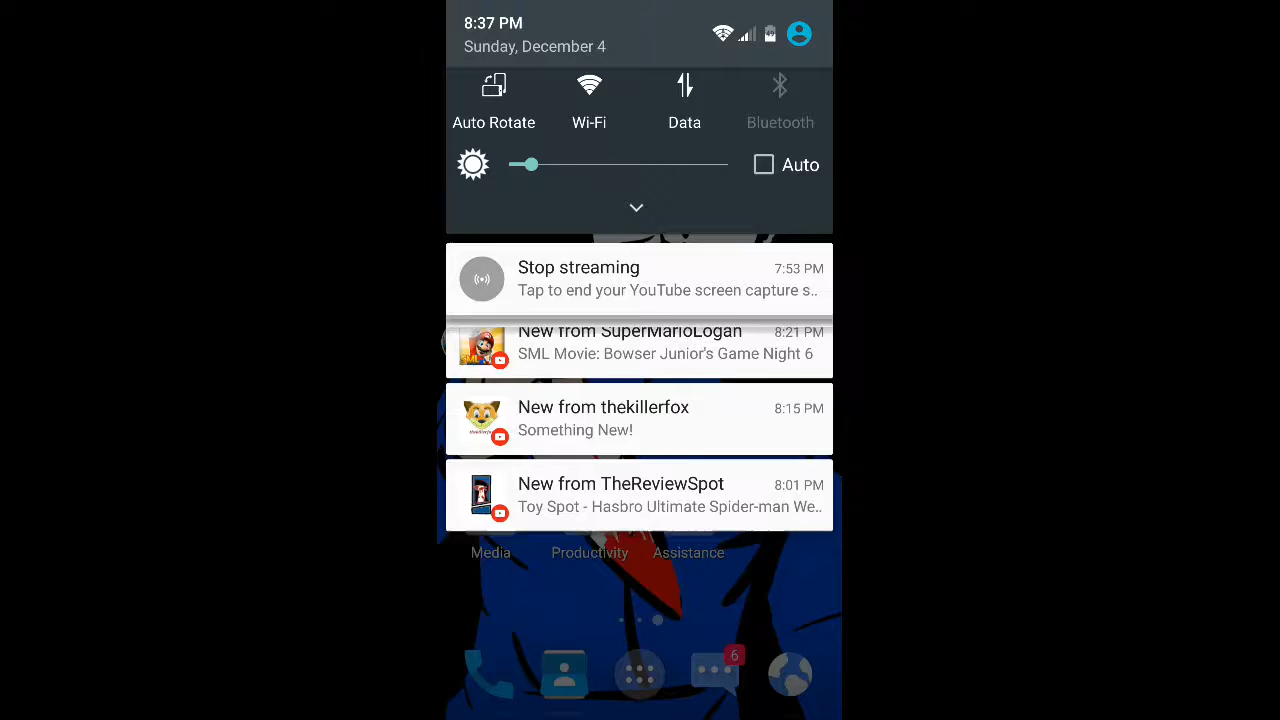 8:37 PM
Sunday, December 4
Auto Rotate
Wi-Fi
Data
Bluetooth
Auto
Stop streaming
7:53 PM
Tap to end your YouTube screen capture s..
New from SuperMarioLogan
8:21 PM
SML Movie: Bowser Junior's Game Night 6
SML
New from thekillerfox
8:15 PM
Something New!
New from TheReviewSpot
8:01 PM
Toy Spot - Hasbro Ultimate Spider-man We..
Media
Productivity
Assistance
6